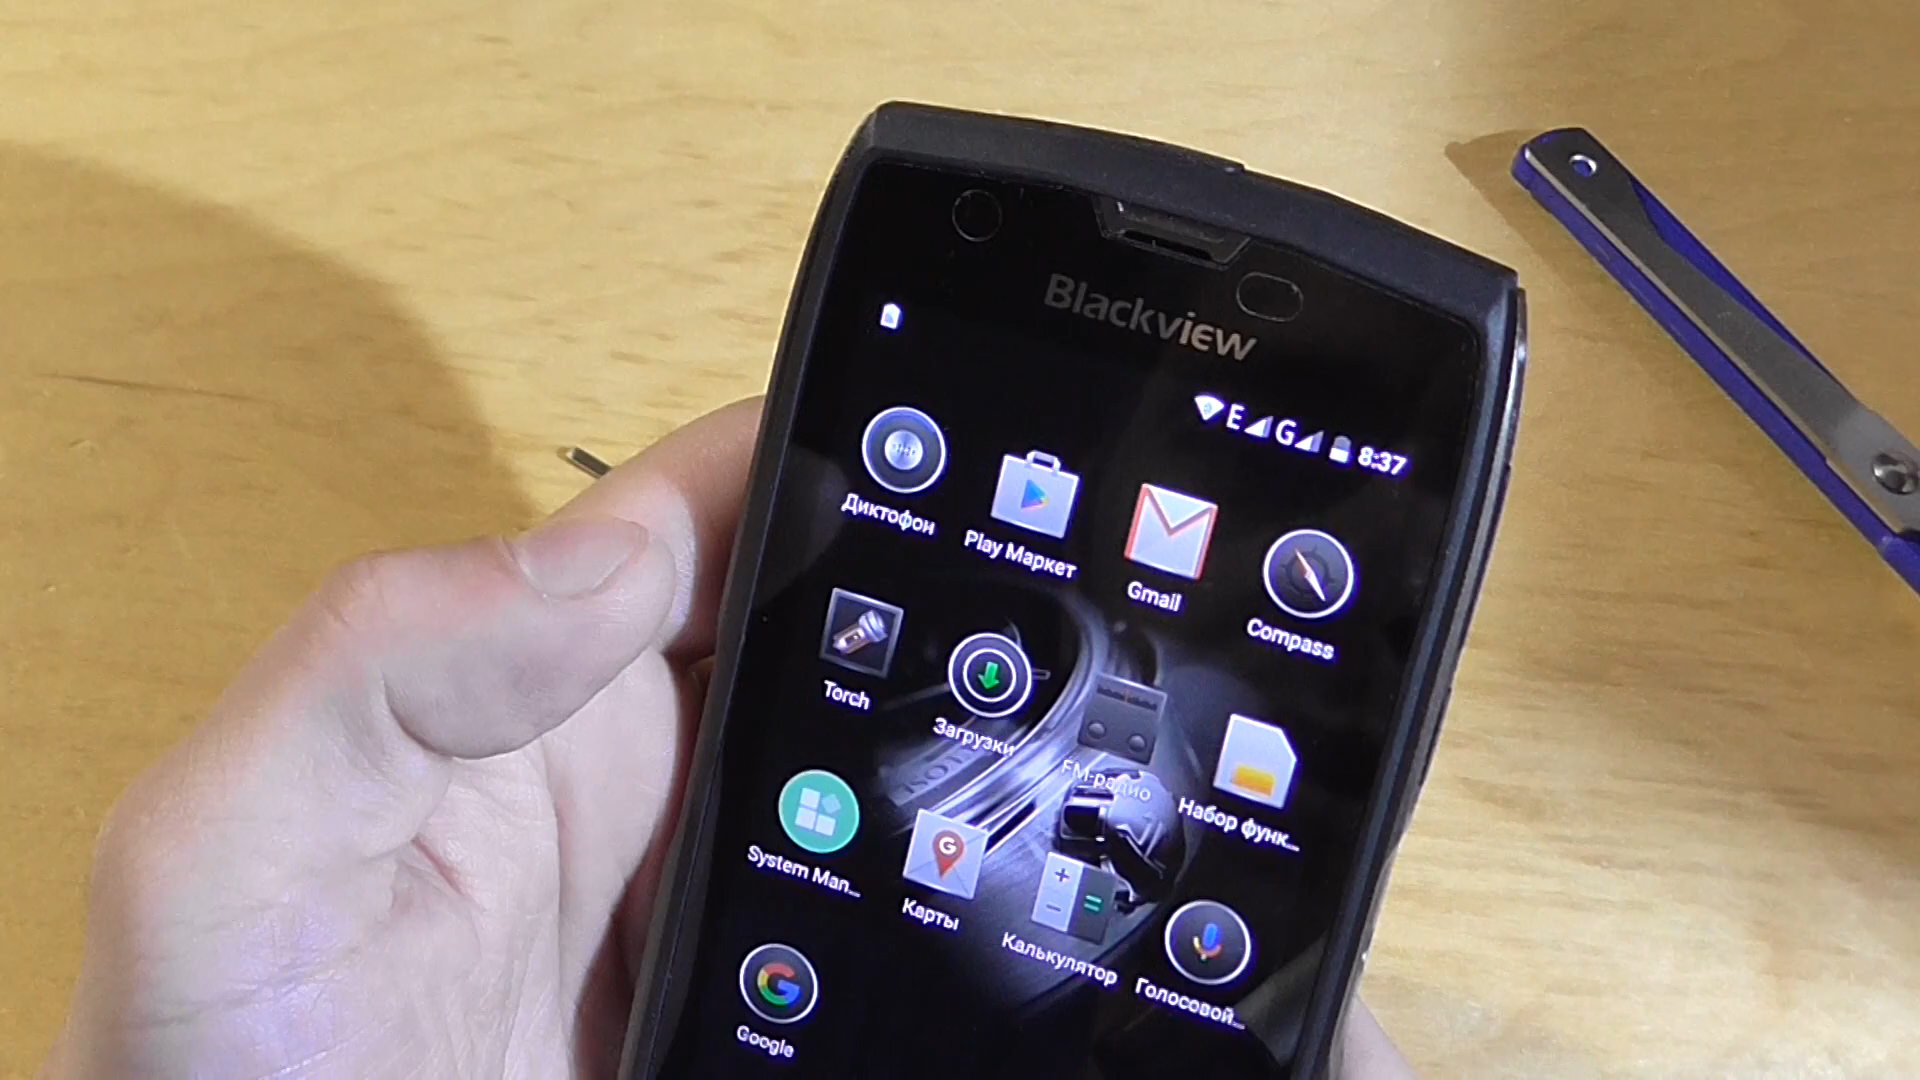 Blackview
E G 8:37
Диктофон
Play Маркет
Gmail
Compass
Torch
Загрузки
FM-радио
Набор функ...
System Man...
Карты
Калькулятор
Голосовой...
Google